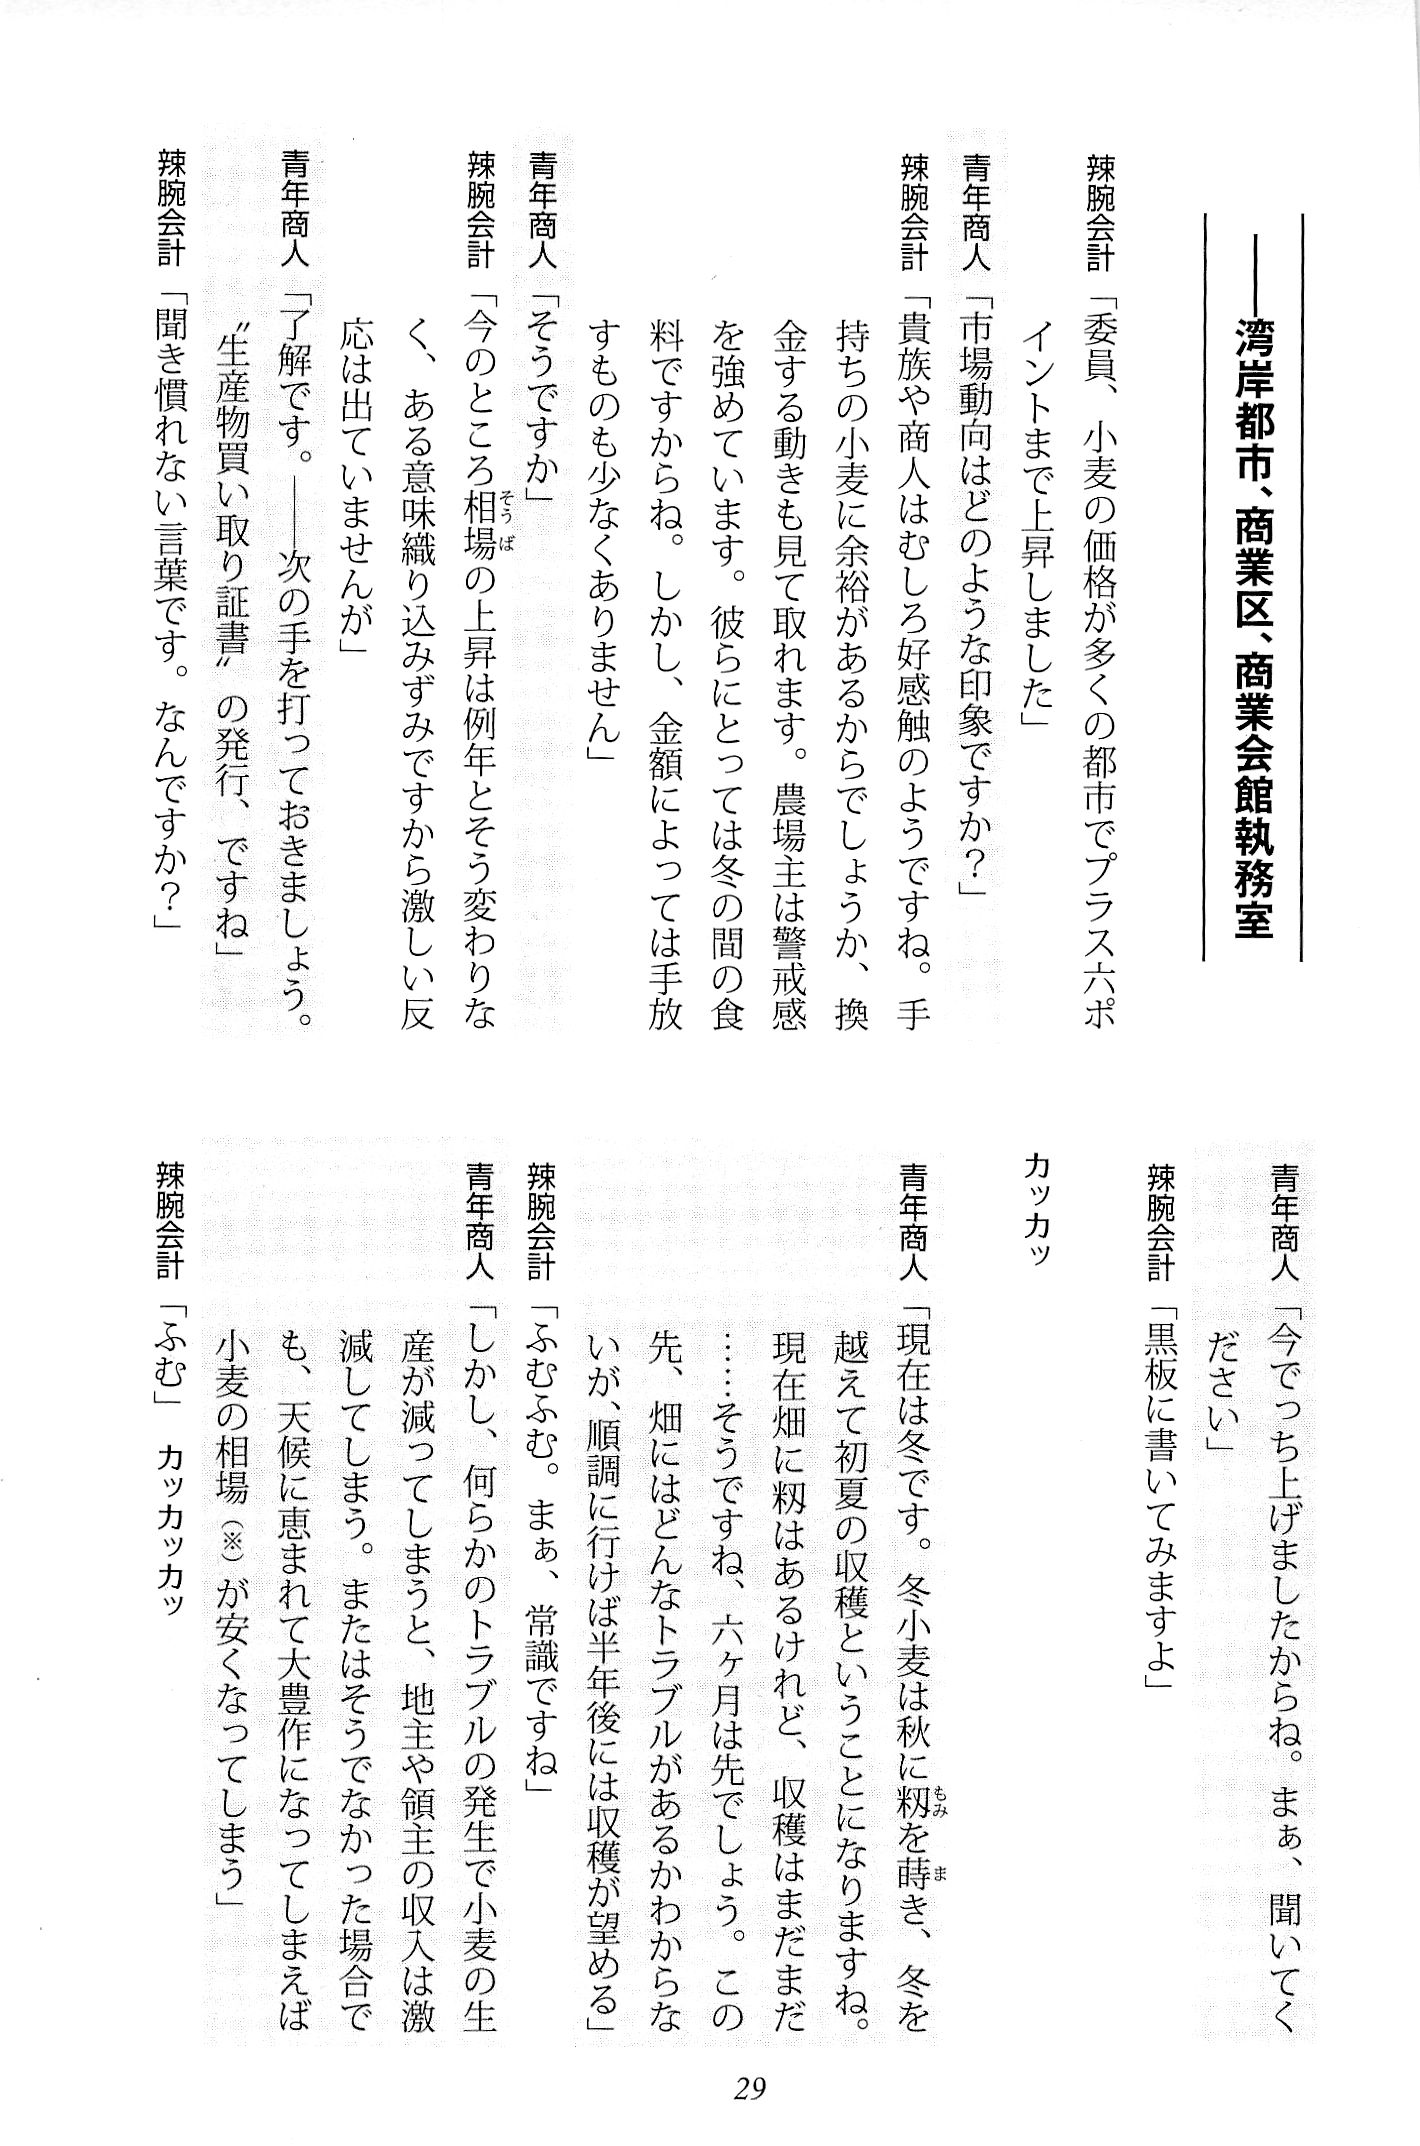 ――湾岸都市、商業区、商業会館執務室
辣腕会計「委員、小麦の価格が多くの都市でプラス六ポ
イントまで上昇しました」
青年商人「市場動向はどのような印象ですか？」
辣腕会計「貴族や商人はむしろ好感触のようですね。手
持ちの小麦に余裕があるからでしょうか、換
金する動きも見て取れます。農場主は警戒感
を強めています。彼らにとっては冬の間の食
料ですからね。しかし、金額によっては手放
すものも少なくありません」
青年商人「そうですか」
辣腕会計「今のところ相場の上昇は例年とそう変わりな
く、ある意味織り込みずみですから激しい反
応は出ていませんが」
青年商人「了解です。――次の手を打っておきましょう。
〝生産物買い取り証書〟の発行、ですね」
辣腕会計「聞き慣れない言葉です。なんですか？」
青年商人「今でっち上げましたからね。まぁ、聞いてく
ださい」
辣腕会計「黒板に書いてみますよ」
カッカッ
青年商人「現在は冬です。冬小麦は秋に籾を蒔き、冬を
越えて初夏の収穫ということになりますね。
現在畑に籾はあるけれど、収穫はまだまだ
……そうですね、六ヶ月は先でしょう。この
先、畑にはどんなトラブルがあるかわからな
いが、順調に行けば半年後には収穫が望める」
辣腕会計「ふむふむ。まぁ、常識ですね」
青年商人「しかし、何らかのトラブルの発生で小麦の生
産が減ってしまうと、地主や領主の収入は激
減してしまう。またはそうでなかった場合で
も、天候に恵まれて大豊作になってしまえば
小麦の相場（※）が安くなってしまう」
辣腕会計「ふむ」　カッカッカッ
29